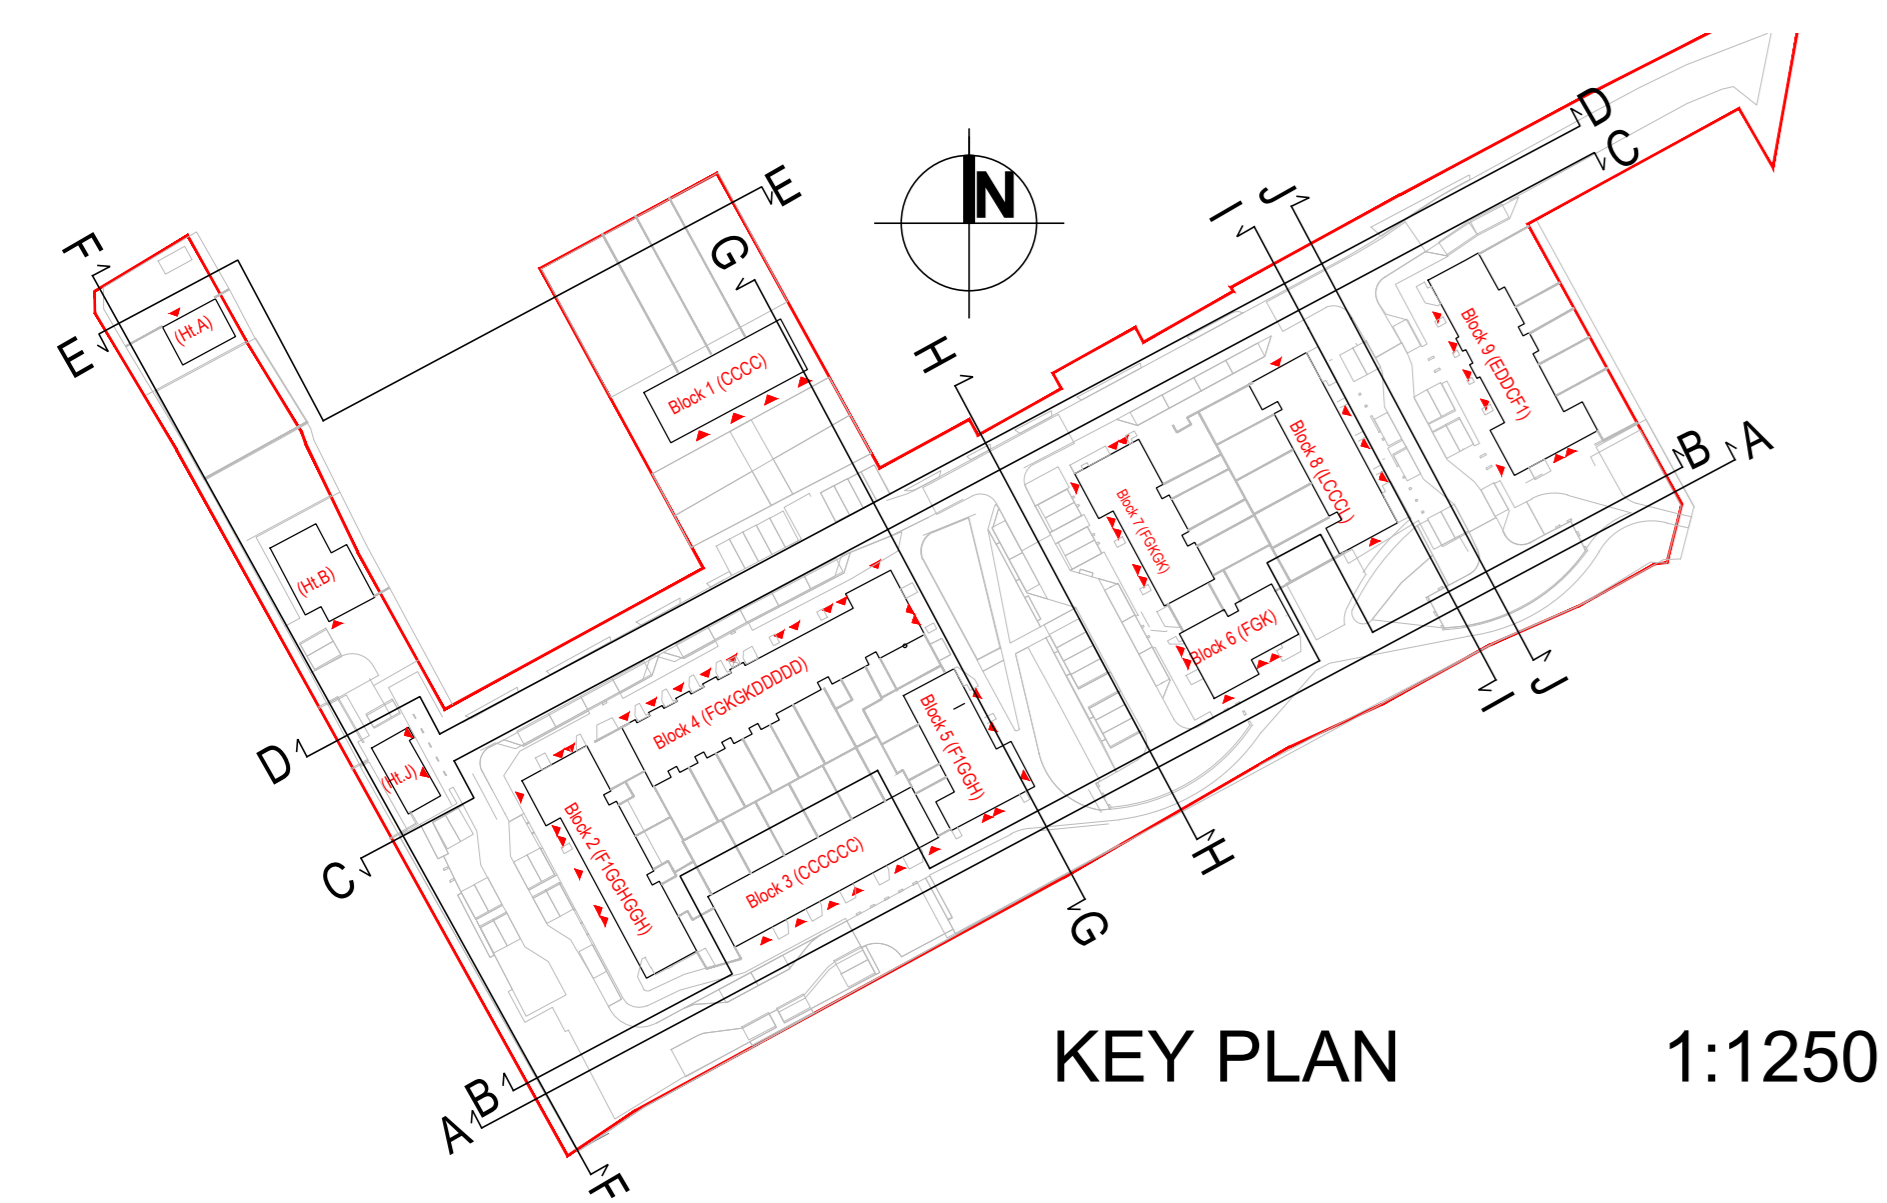 D
C
J
I
E
N
G
F
E
(Ht.A)
H
Block 1 (CCCC)
Block 9 (EDDCF1)
B
A
Block 8 (LCCCL)
Block 7 (FGKGK)
(Ht.B)
Block 6 (FGK)
Block 4 (FGKGKDDDDD)
I
J
Block 5 (F1GGH)
D
(Ht.J)
Block 2 (F1GGHGGH)
Block 3 (CCCCCC)
H
C
G
KEY PLAN
1:1250
B
A
F